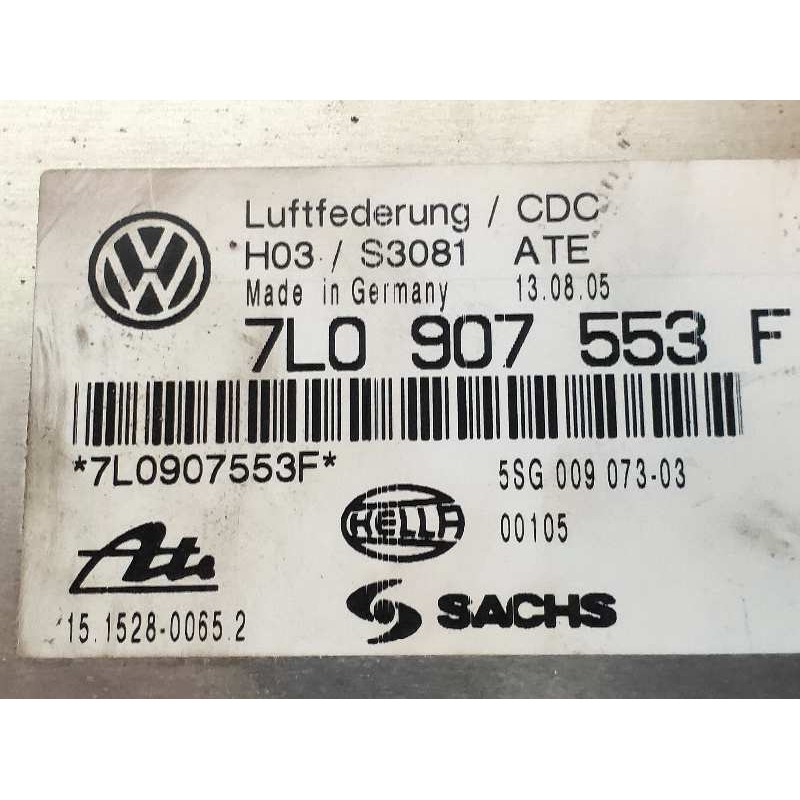 Luftfederung / CDC
H03 / S3081 ATE
Made in Germany 13.08.05
7L0 907 553 F
*7L0907553F*
5SG 009 073-03
HELLA
00105
Ate
15.1528-0065.2
SACHS